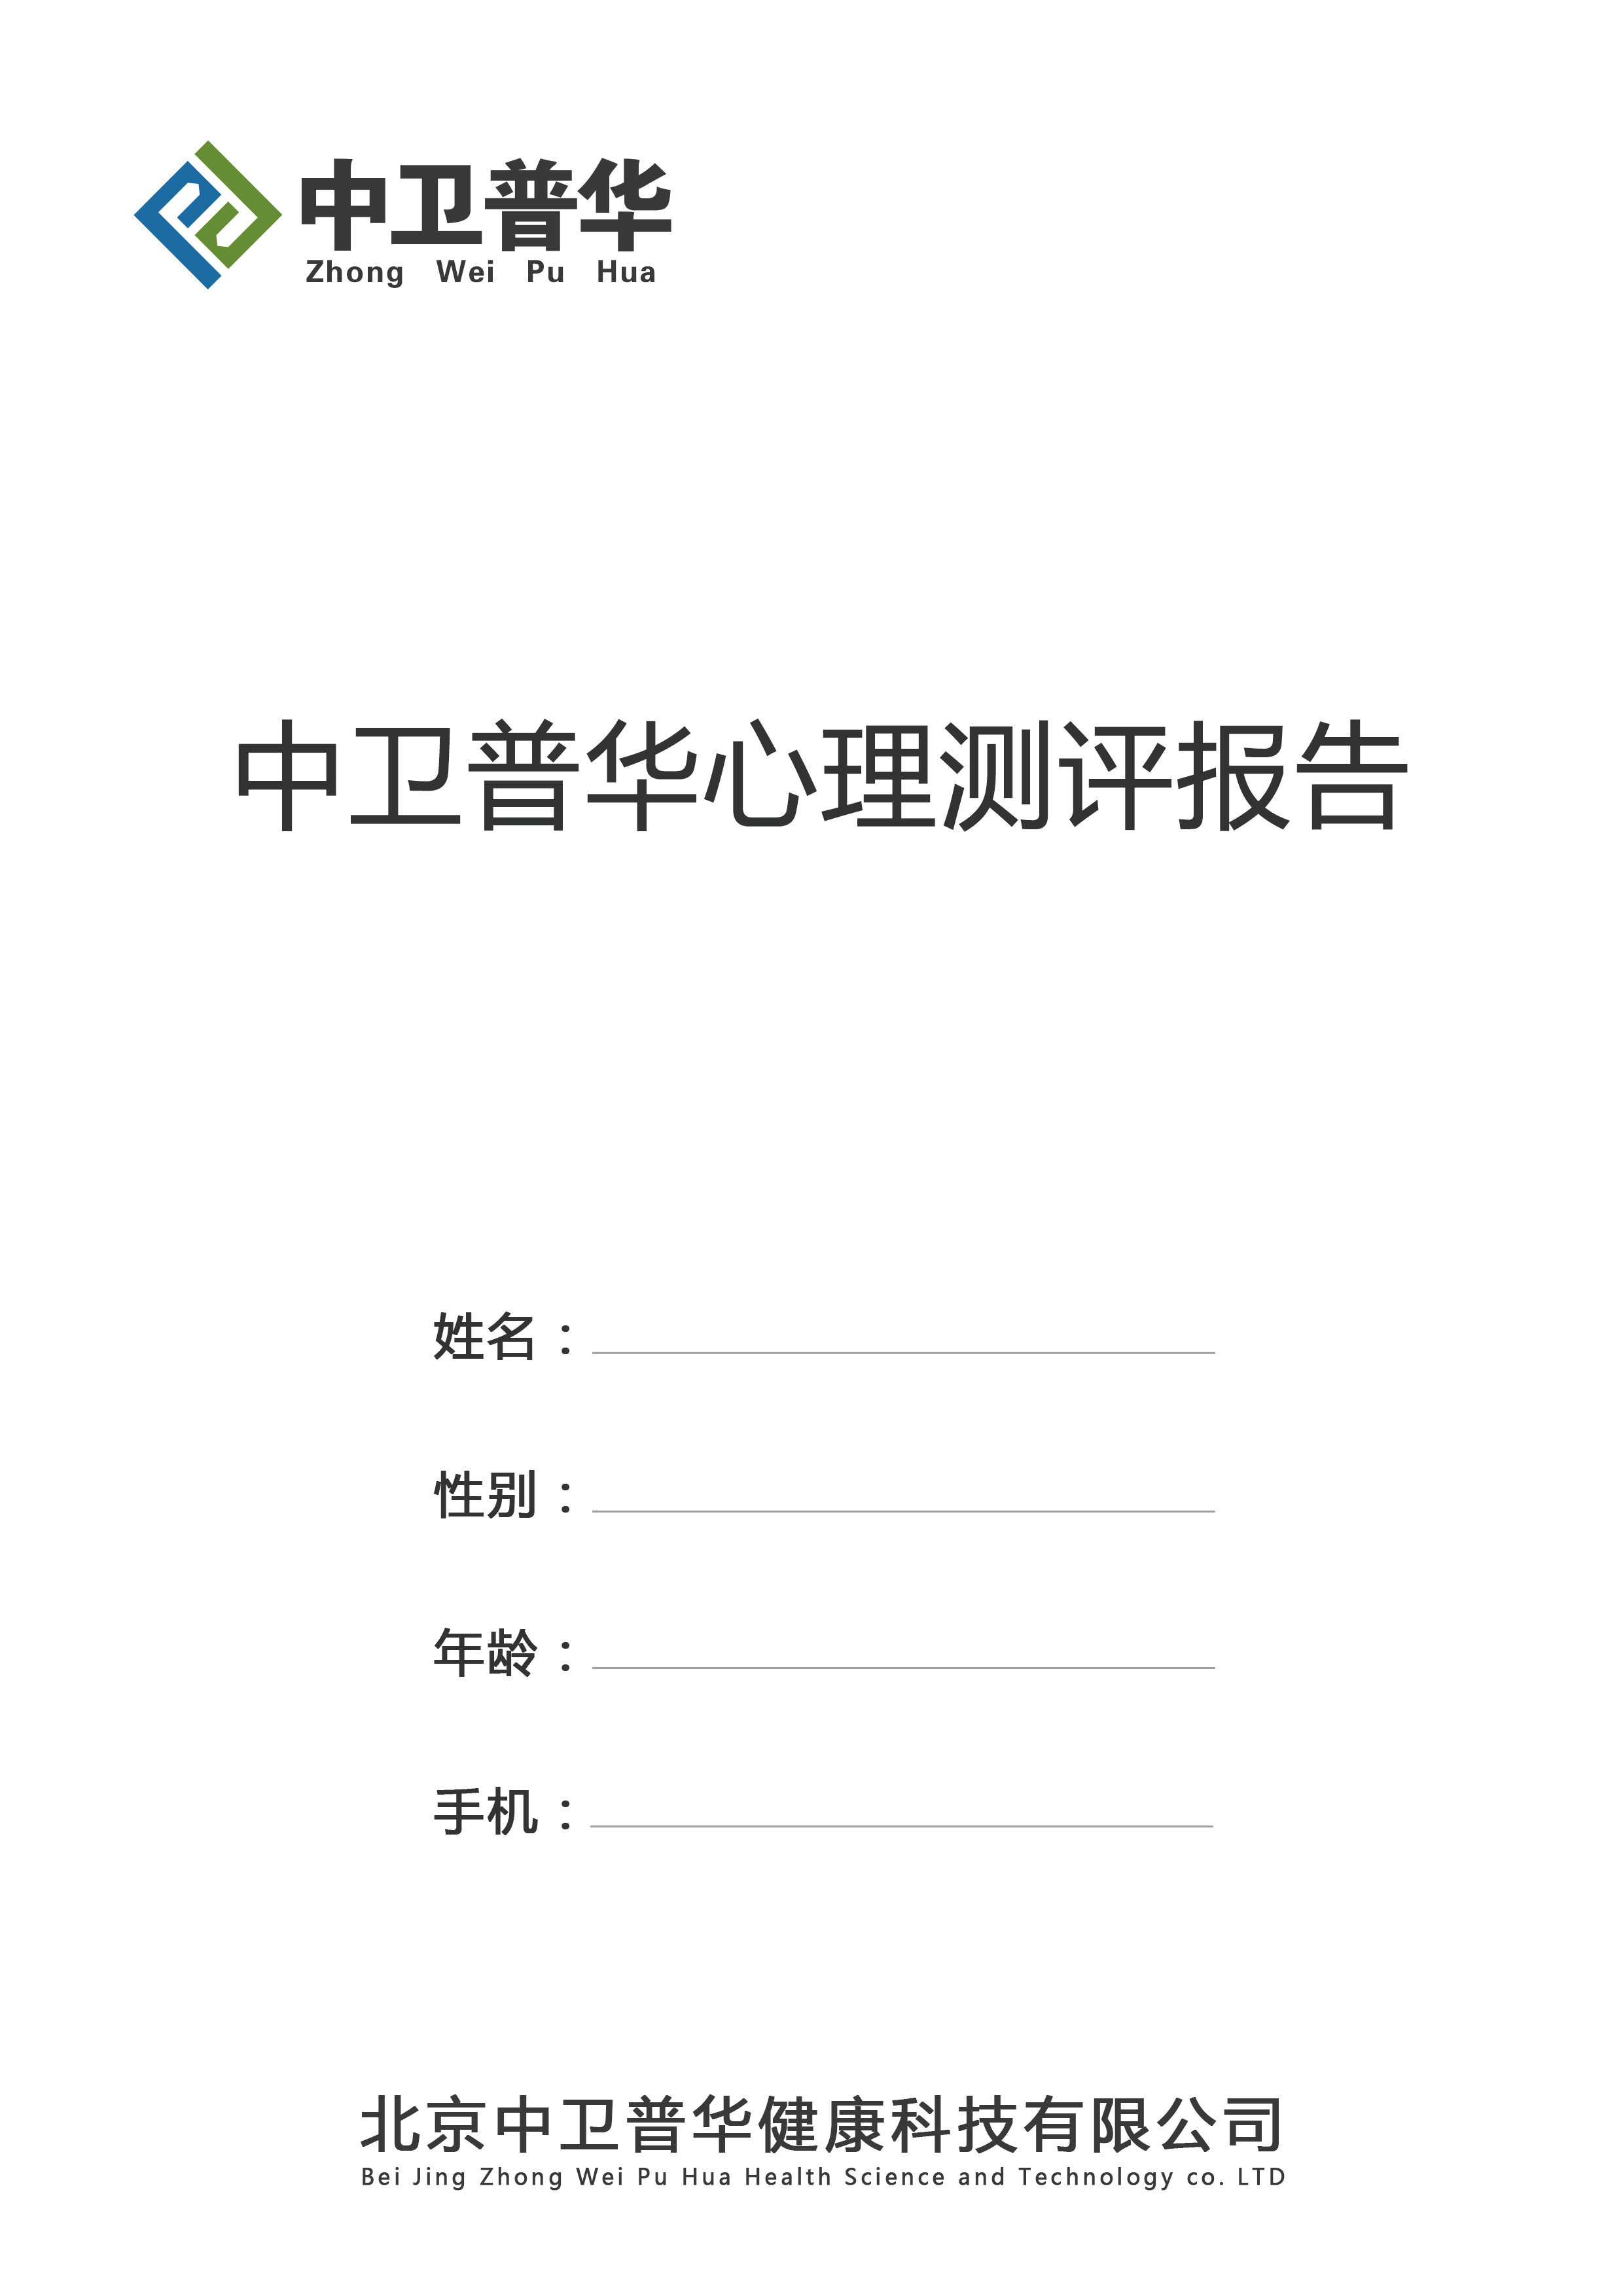 中卫普华
Zhong Wei Pu Hua
中卫普华心理测评报告
姓名：
性别：
年龄：
手机：
北京中卫普华健康科技有限公司
Bei Jing Zhong Wei Pu Hua Health Science and Technology co. LTD